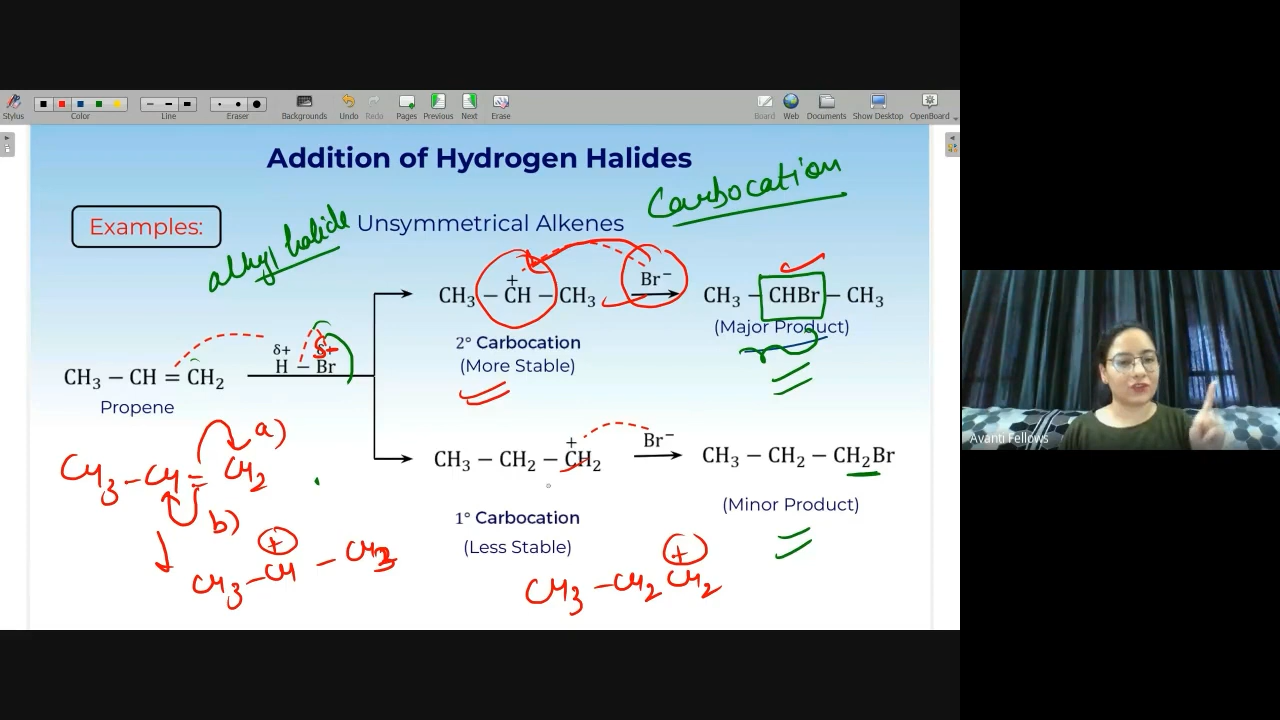 Stylus
Color
Line
Eraser
Backgrounds
Undo
Redo
Pages
Previous
Next
Erase
Board
Web
Documents
Show Desktop
OpenBoard
Addition of Hydrogen Halides
Carbocation
Examples:
alkyl halide
Unsymmetrical Alkenes
CH₃ – CH⁺ – CH₃
Br⁻
CH₃ – CHBr – CH₃
2° Carbocation
(More Stable)
(Major Product)
CH₃ – CH = CH₂
δ+ δ+
H – Br
Propene
CH₃ – CH₂ – CH₂⁺
Br⁻
CH₃ – CH₂ – CH₂Br
1° Carbocation
(Less Stable)
(Minor Product)
a)
CH₃ – CH = CH₂
b)
CH₃ – CH⁺ – CH₃
CH₃ – CH₂ CH₂⁺
Avanti Fellows